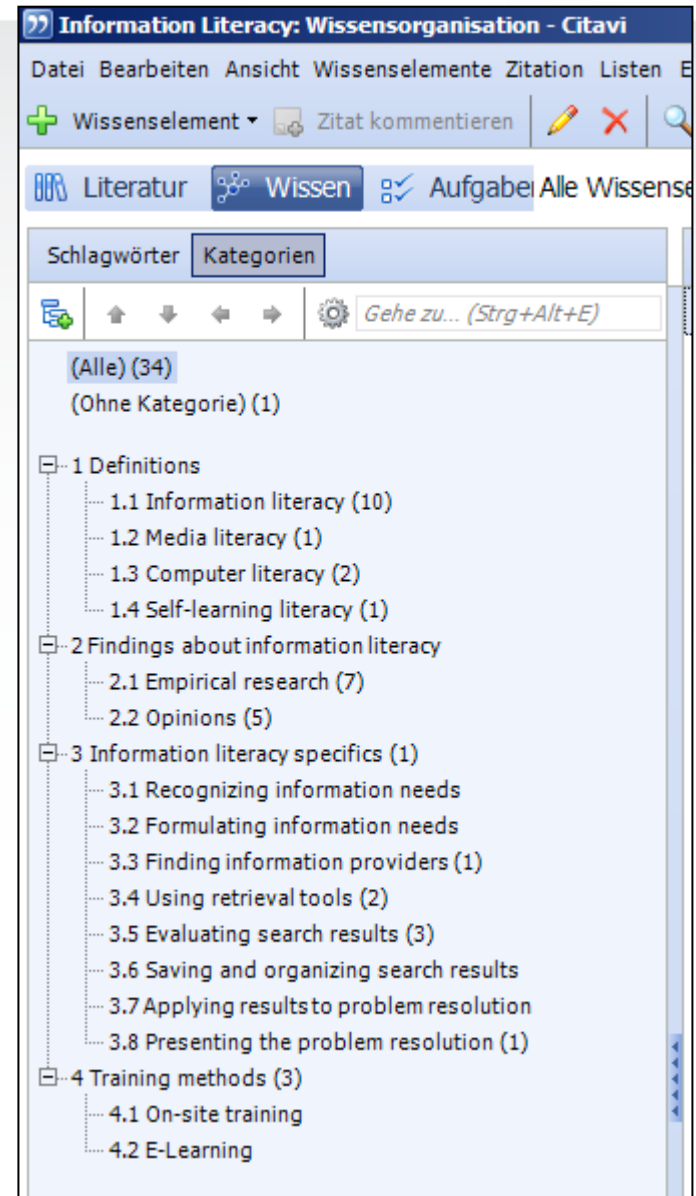 Information Literacy: Wissensorganisation - Citavi
Datei Bearbeiten Ansicht Wissenselemente Zitation Listen E
Wissenselement Zitat kommentieren
Literatur Wissen Aufgaben Alle Wissense
Schlagwörter Kategorien
Gehe zu... (Strg+Alt+E)
(Alle) (34)
(Ohne Kategorie) (1)
1 Definitions
1.1 Information literacy (10)
1.2 Media literacy (1)
1.3 Computer literacy (2)
1.4 Self-learning literacy (1)
2 Findings about information literacy
2.1 Empirical research (7)
2.2 Opinions (5)
3 Information literacy specifics (1)
3.1 Recognizing information needs
3.2 Formulating information needs
3.3 Finding information providers (1)
3.4 Using retrieval tools (2)
3.5 Evaluating search results (3)
3.6 Saving and organizing search results
3.7 Applying results to problem resolution
3.8 Presenting the problem resolution (1)
4 Training methods (3)
4.1 On-site training
4.2 E-Learning